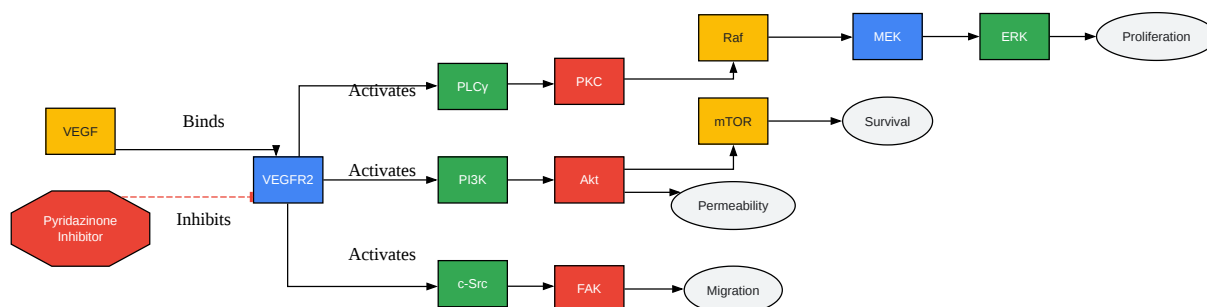 Raf
MEK
ERK
Proliferation
Activates
PLCγ
PKC
VEGF
Binds
mTOR
Survival
VEGFR2
Activates
PI3K
Akt
Permeability
Pyridazinone
Inhibitor
Inhibits
Activates
c-Src
FAK
Migration